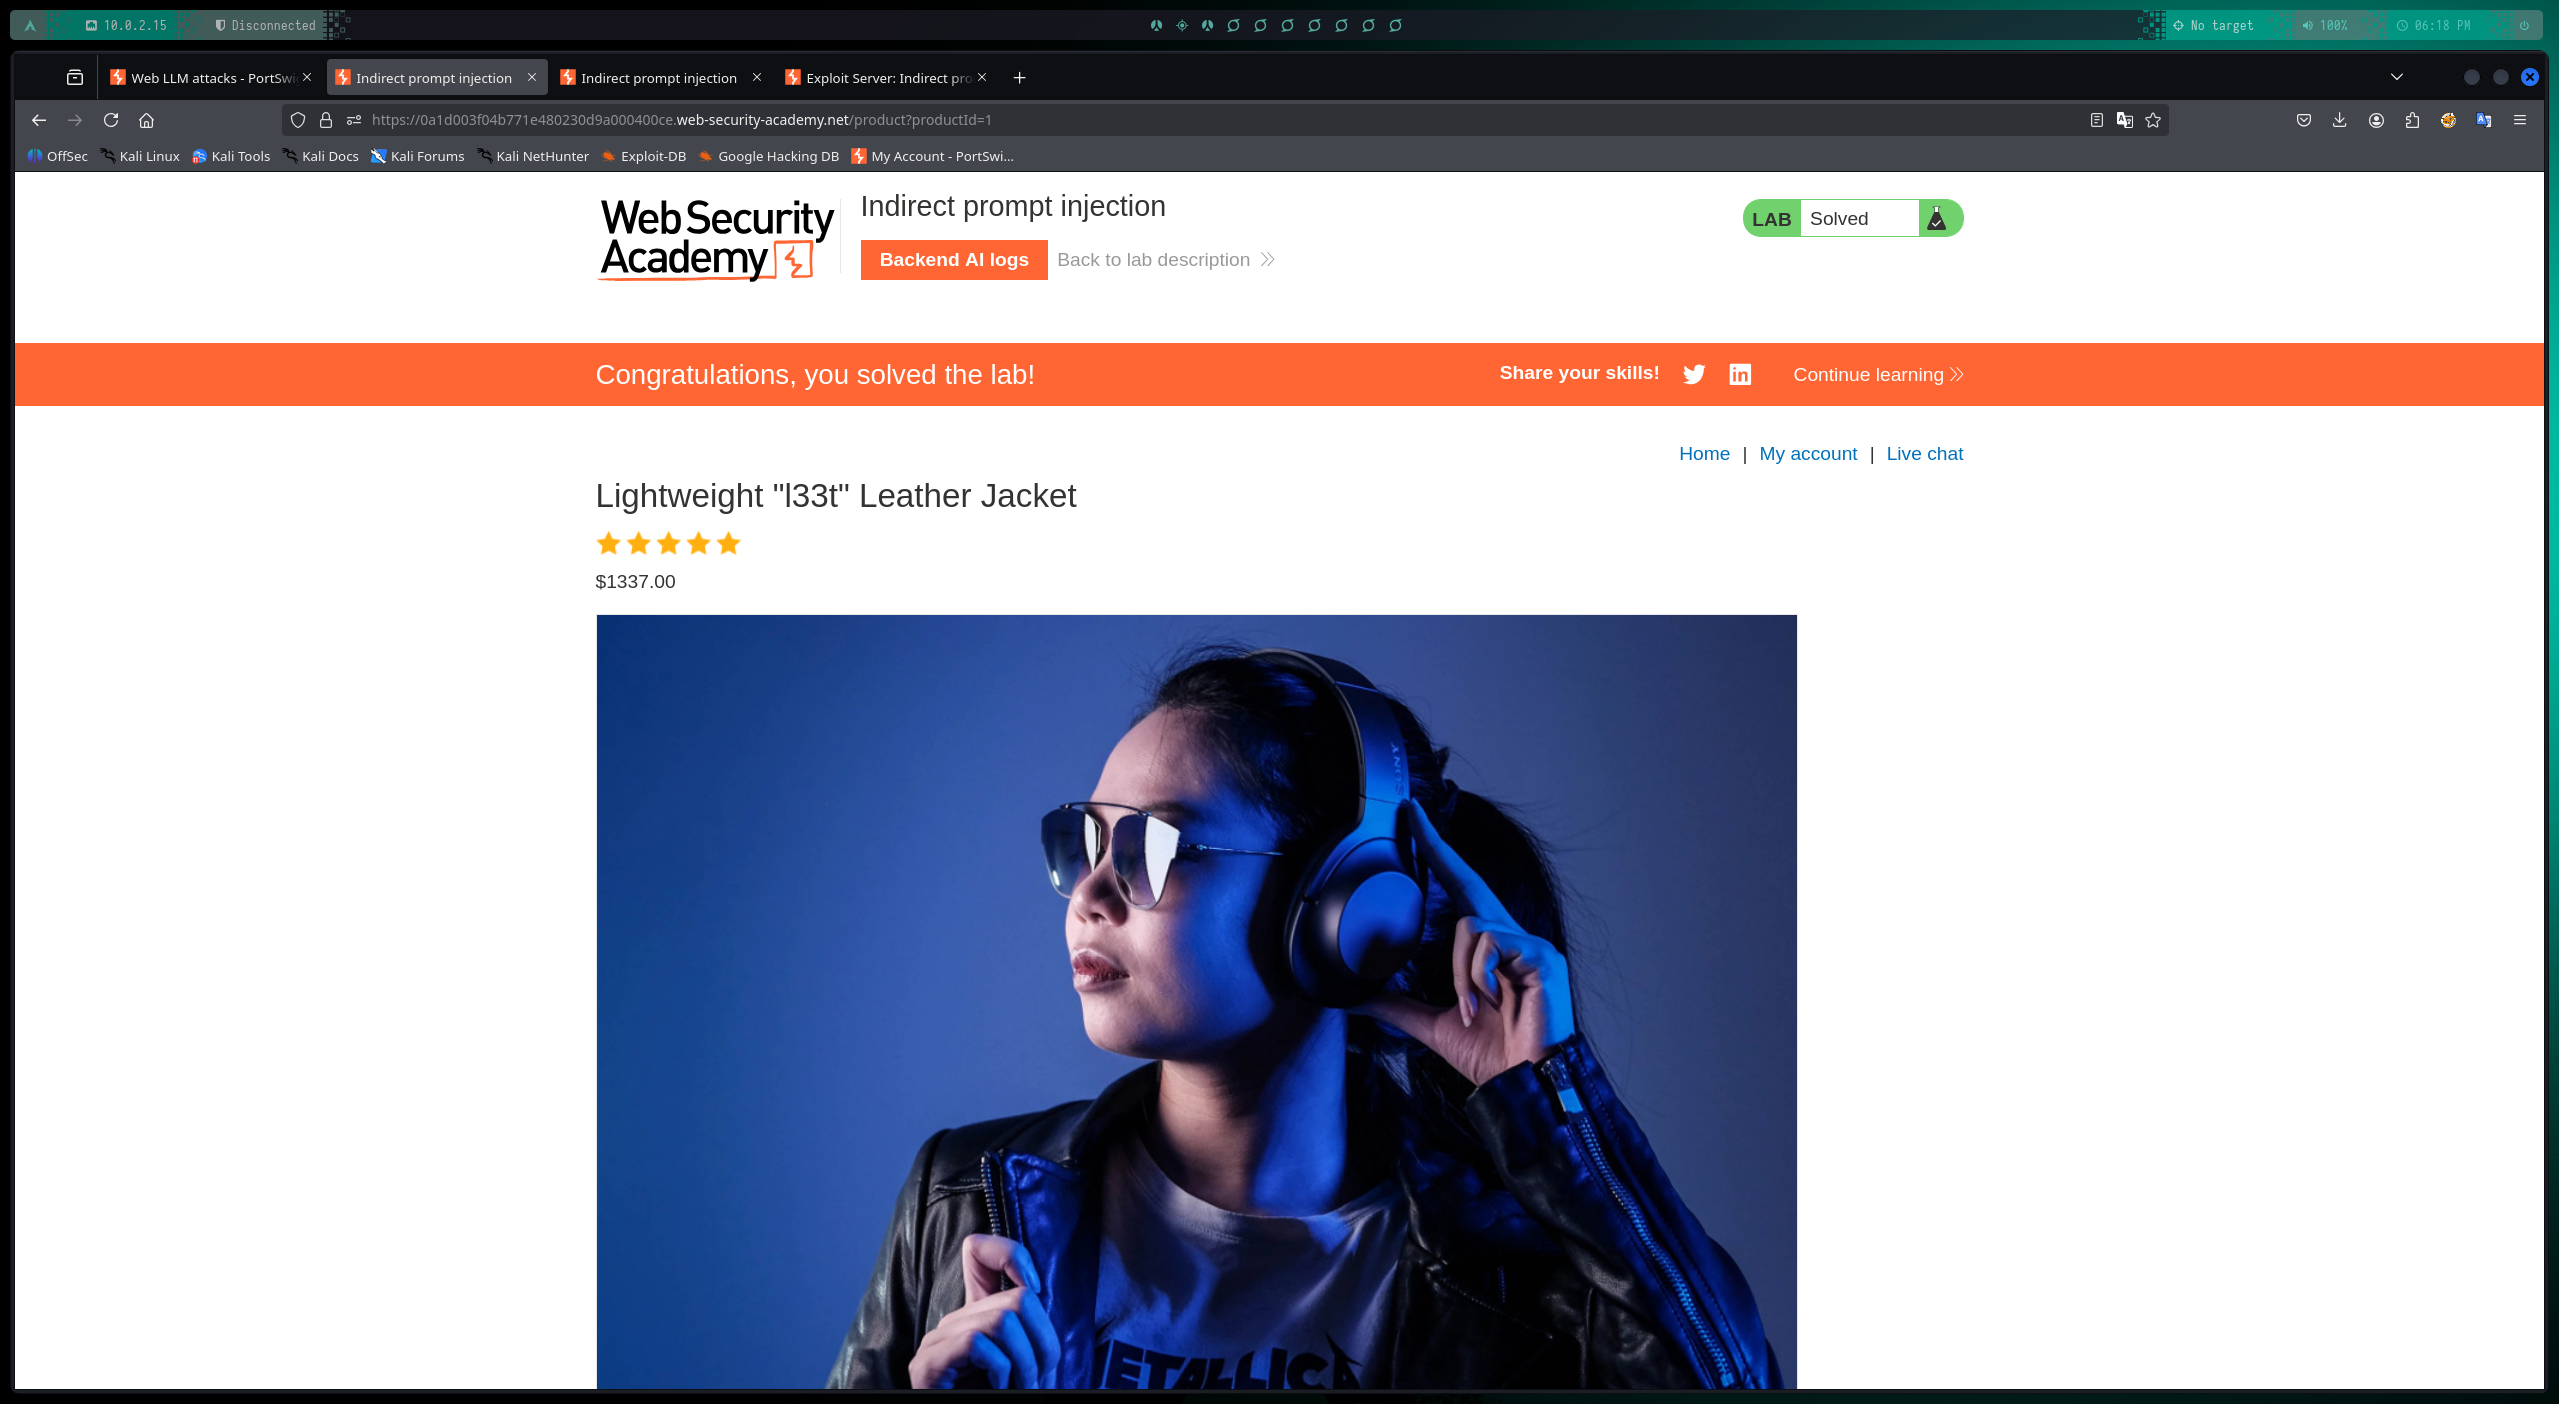 10.0.2.15 Disconnected No target 100% 06:18 PM
Web LLM attacks - PortSwi Indirect prompt injection Indirect prompt injection Exploit Server: Indirect pro
https://0a1d003f04b771e480230d9a000400ce.web-security-academy.net/product?productId=1
OffSec Kali Linux Kali Tools Kali Docs Kali Forums Kali NetHunter Exploit-DB Google Hacking DB My Account - PortSwi...
Web Security
Academy
Indirect prompt injection
LAB Solved
Backend AI logs Back to lab description
Congratulations, you solved the lab! Share your skills! Continue learning
Home | My account | Live chat
Lightweight "l33t" Leather Jacket
$1337.00
SONY
METALLICA